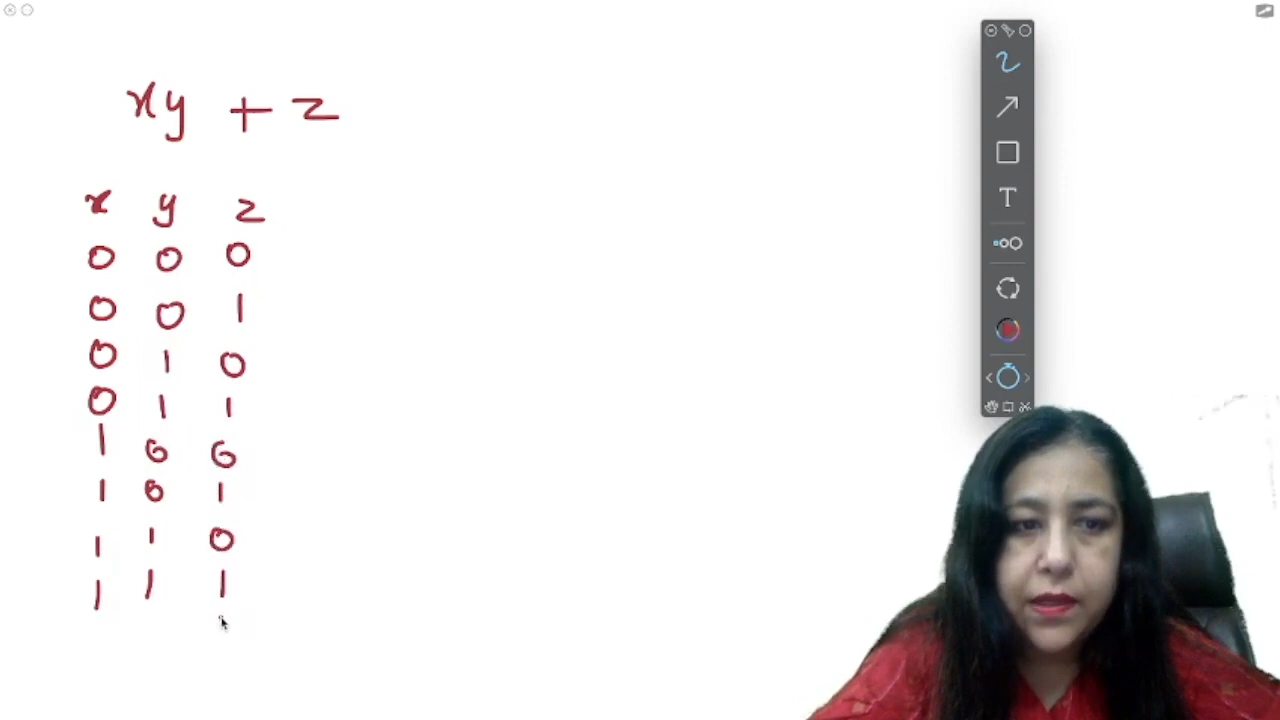 xy + z
x y z
0 0 0
0 0 1
0 1 0
0 1 1
1 0 0
1 0 1
1 1 0
1 1 1
T